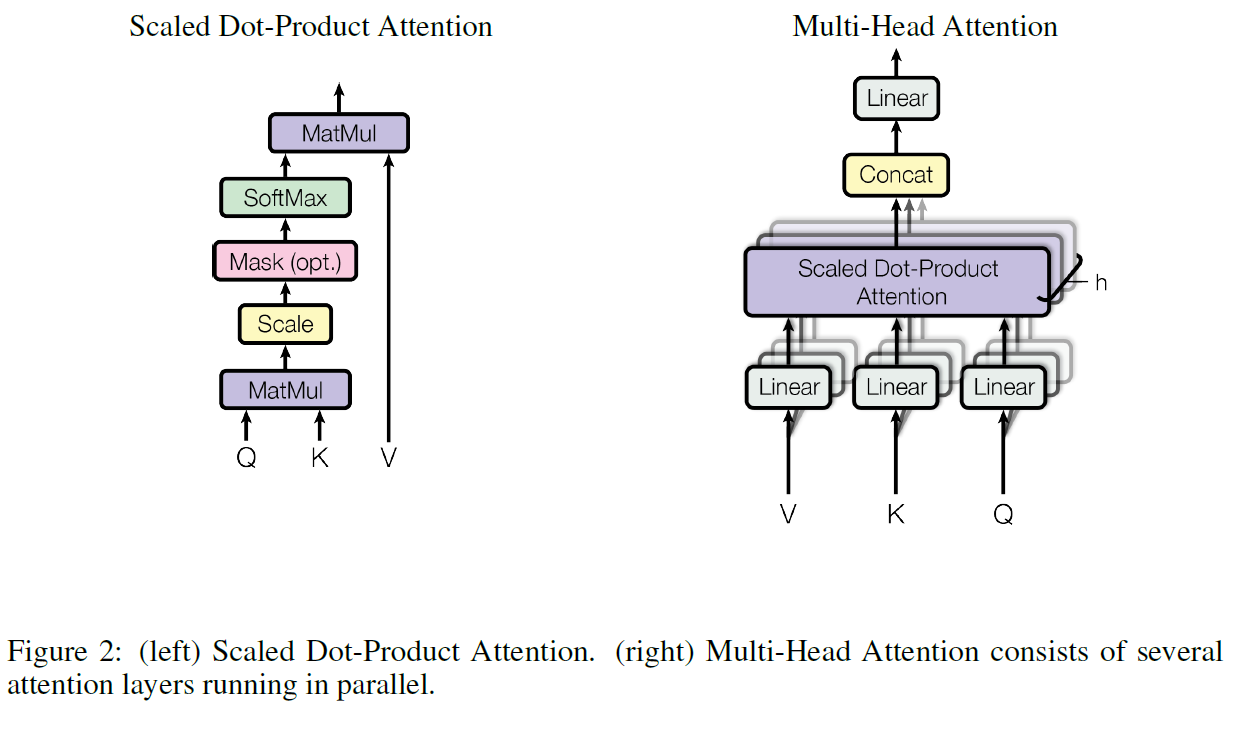 Scaled Dot-Product Attention
MatMul
SoftMax
Mask (opt.)
Scale
MatMul
Q K V
Multi-Head Attention
Linear
Concat
Scaled Dot-Product
Attention
h
Linear Linear Linear
V K Q
Figure 2: (left) Scaled Dot-Product Attention. (right) Multi-Head Attention consists of several
attention layers running in parallel.